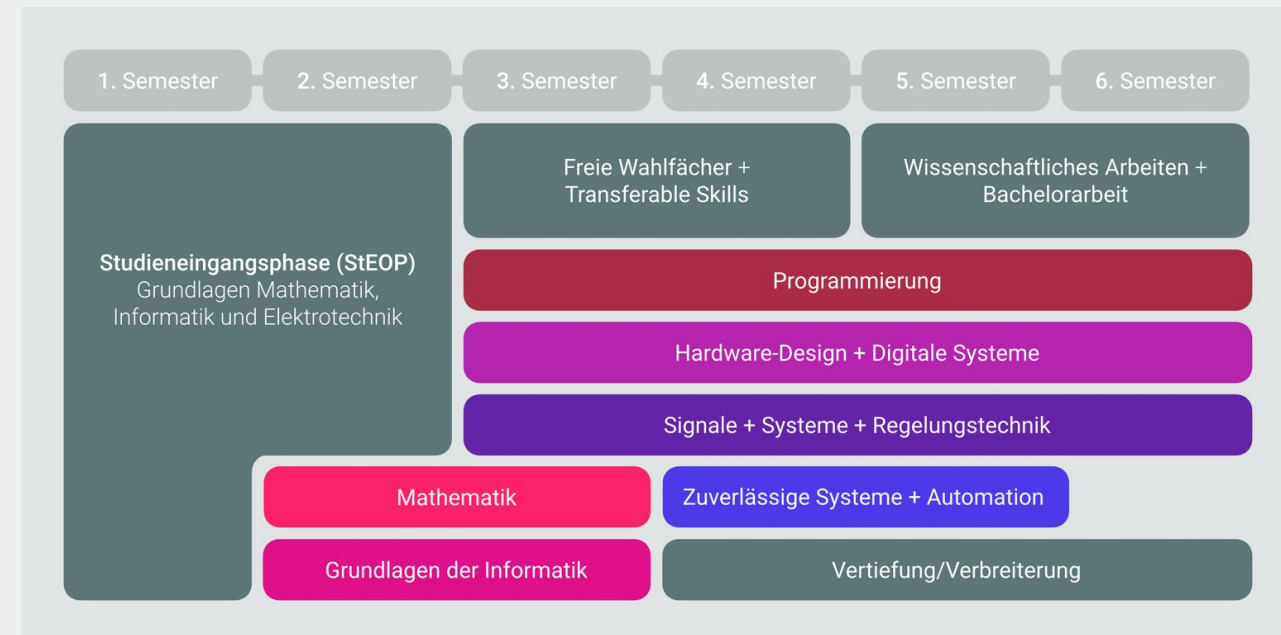 1. Semester
2. Semester
3. Semester
4. Semester
5. Semester
6. Semester
Studieneingangsphase (StEOP)
Grundlagen Mathematik,
Informatik und Elektrotechnik
Freie Wahlfächer +
Transferable Skills
Wissenschaftliches Arbeiten +
Bachelorarbeit
Programmierung
Hardware-Design + Digitale Systeme
Signale + Systeme + Regelungstechnik
Mathematik
Zuverlässige Systeme + Automation
Grundlagen der Informatik
Vertiefung/Verbreiterung